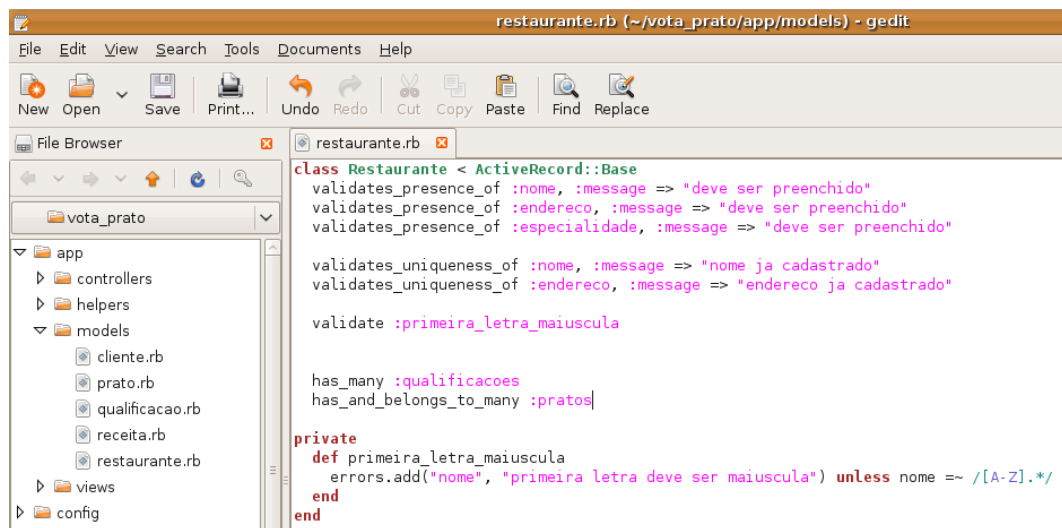 restaurante.rb (~/vota_prato/app/models) - gedit
File Edit View Search Tools Documents Help
New Open Save Print... Undo Redo Cut Copy Paste Find Replace
File Browser
restaurante.rb
vota_prato
app
controllers
helpers
models
cliente.rb
prato.rb
qualificacao.rb
receita.rb
restaurante.rb
views
config
class Restaurante < ActiveRecord::Base
validates_presence_of :nome, :message => "deve ser preenchido"
validates_presence_of :endereco, :message => "deve ser preenchido"
validates_presence_of :especialidade, :message => "deve ser preenchido"
validates_uniqueness_of :nome, :message => "nome ja cadastrado"
validates_uniqueness_of :endereco, :message => "endereco ja cadastrado"
validate :primeira_letra_maiuscula
has_many :qualificacoes
has_and_belongs_to_many :pratos
private
def primeira_letra_maiuscula
errors.add("nome", "primeira letra deve ser maiuscula") unless nome =~ /[A-Z].*/
end
end